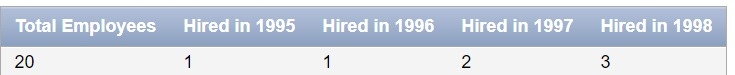 Total Employees Hired in 1995 Hired in 1996 Hired in 1997 Hired in 1998
20 1 1 2 3